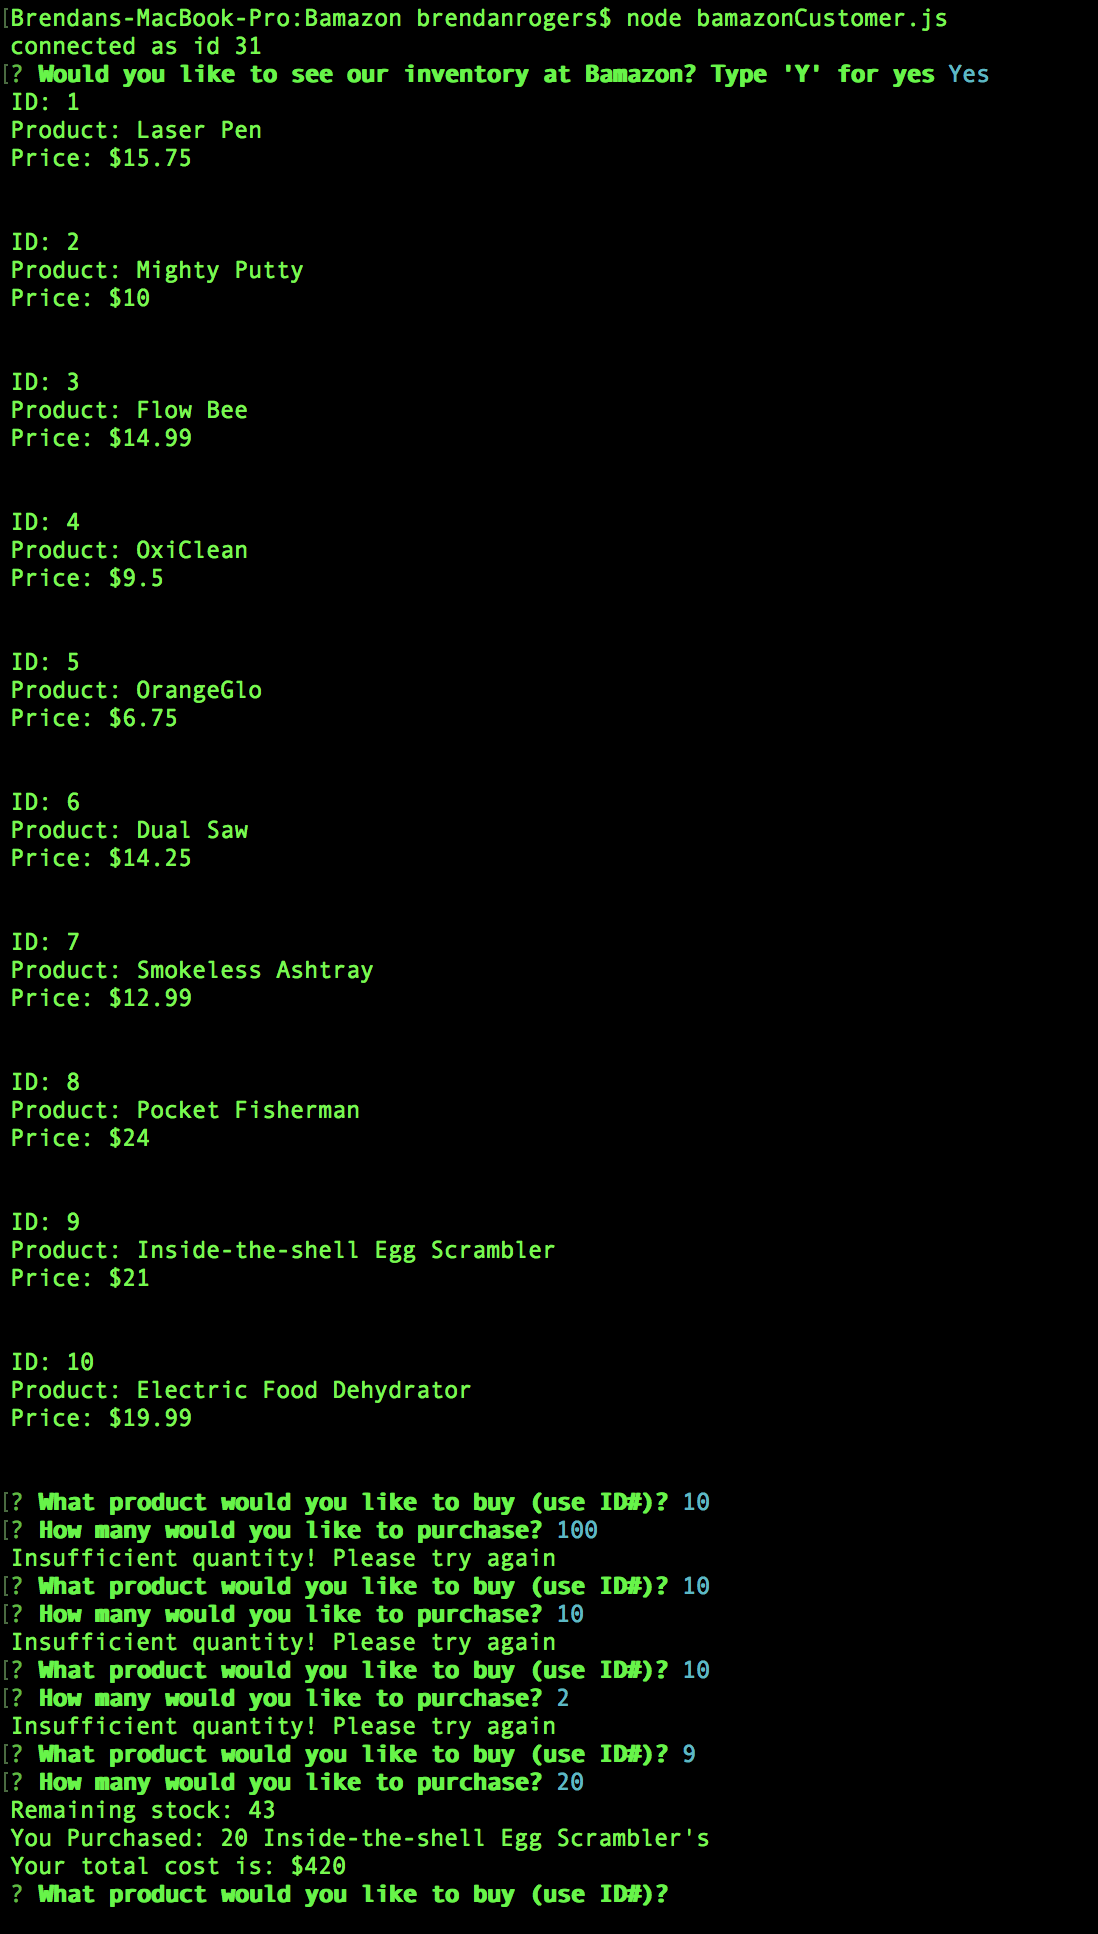 [Brendans-MacBook-Pro:Bamazon brendanrogers$ node bamazonCustomer.js
connected as id 31
[? Would you like to see our inventory at Bamazon? Type 'Y' for yes Yes
ID: 1
Product: Laser Pen
Price: $15.75
ID: 2
Product: Mighty Putty
Price: $10
ID: 3
Product: Flow Bee
Price: $14.99
ID: 4
Product: OxiClean
Price: $9.5
ID: 5
Product: OrangeGlo
Price: $6.75
ID: 6
Product: Dual Saw
Price: $14.25
ID: 7
Product: Smokeless Ashtray
Price: $12.99
ID: 8
Product: Pocket Fisherman
Price: $24
ID: 9
Product: Inside-the-shell Egg Scrambler
Price: $21
ID: 10
Product: Electric Food Dehydrator
Price: $19.99
[? What product would you like to buy (use ID#)? 10
[? How many would you like to purchase? 100
Insufficient quantity! Please try again
[? What product would you like to buy (use ID#)? 10
[? How many would you like to purchase? 10
Insufficient quantity! Please try again
[? What product would you like to buy (use ID#)? 10
[? How many would you like to purchase? 2
Insufficient quantity! Please try again
[? What product would you like to buy (use ID#)? 9
[? How many would you like to purchase? 20
Remaining stock: 43
You Purchased: 20 Inside-the-shell Egg Scrambler's
Your total cost is: $420
? What product would you like to buy (use ID#)?